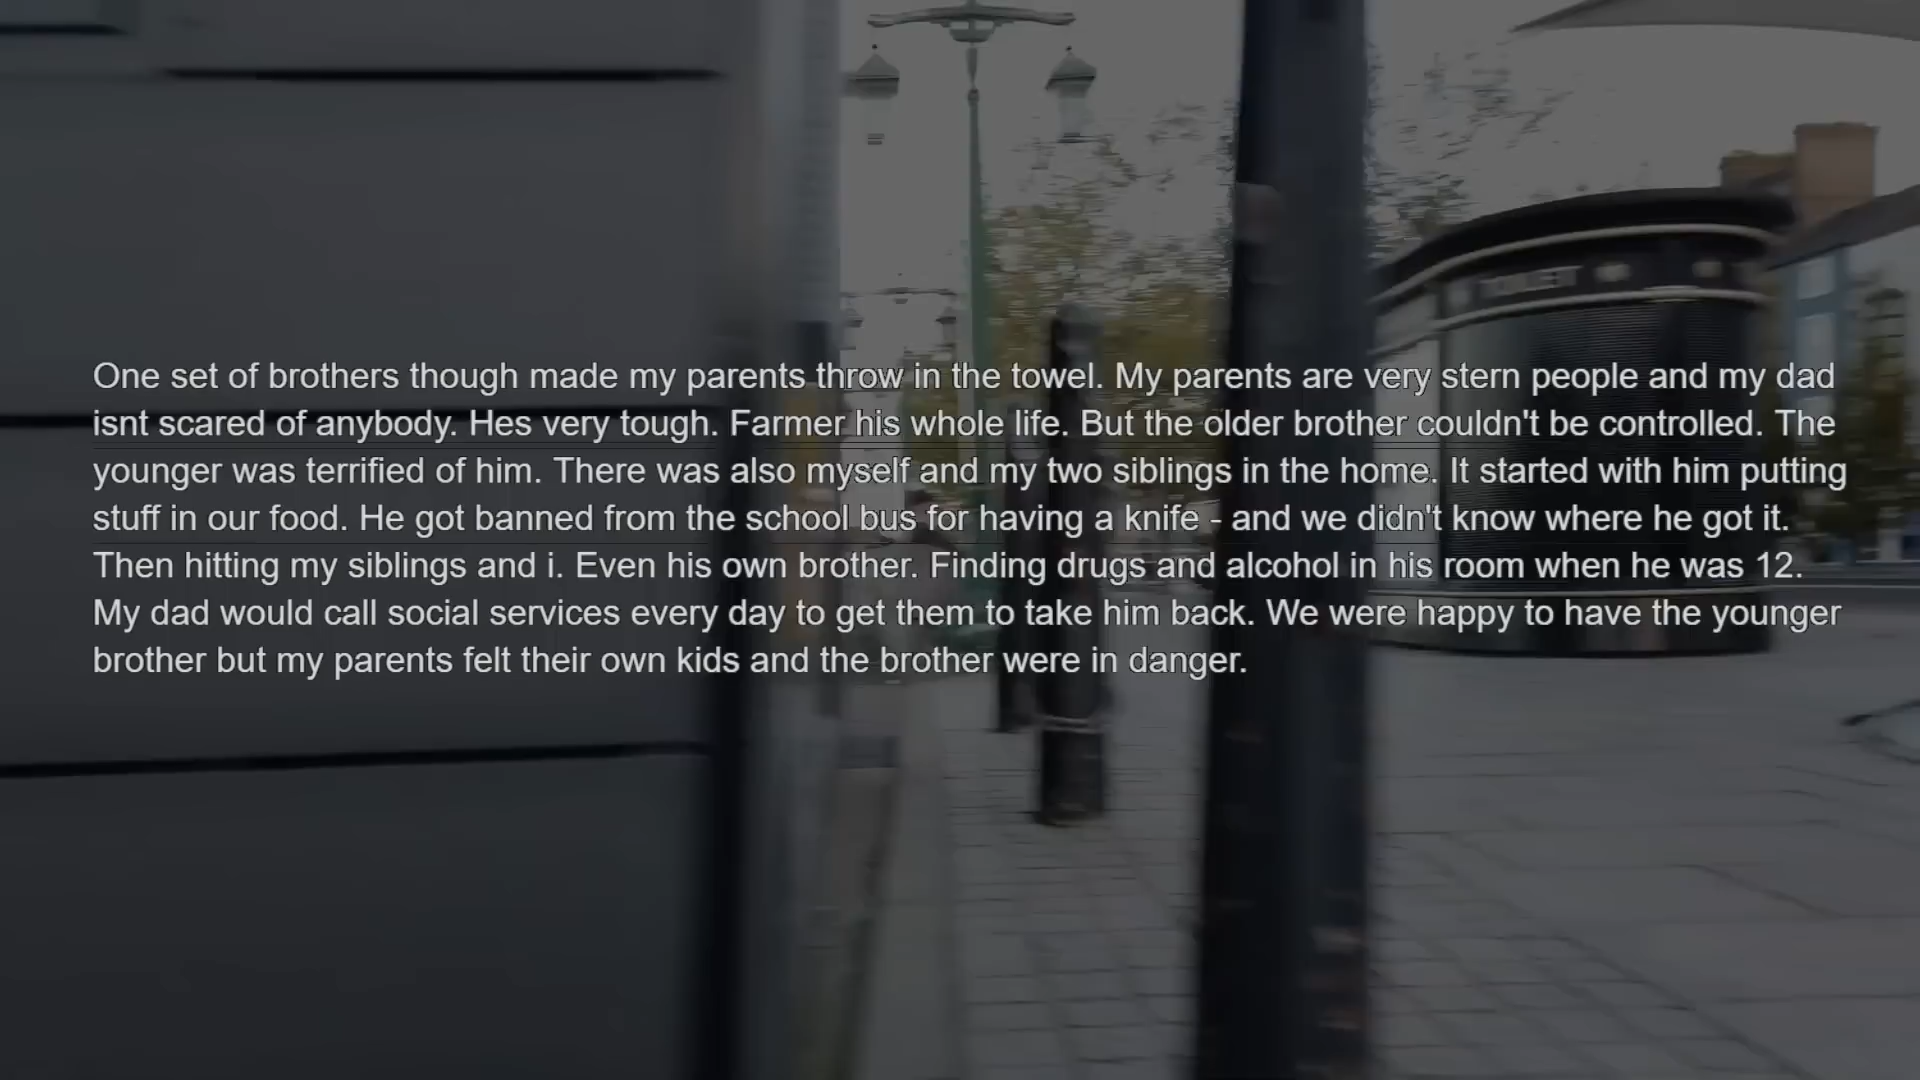 TOILET
One set of brothers though made my parents throw in the towel. My parents are very stern people and my dad
isnt scared of anybody. Hes very tough. Farmer his whole life. But the older brother couldn't be controlled. The
younger was terrified of him. There was also myself and my two siblings in the home. It started with him putting
stuff in our food. He got banned from the school bus for having a knife - and we didn't know where he got it.
Then hitting my siblings and i. Even his own brother. Finding drugs and alcohol in his room when he was 12.
My dad would call social services every day to get them to take him back. We were happy to have the younger
brother but my parents felt their own kids and the brother were in danger.